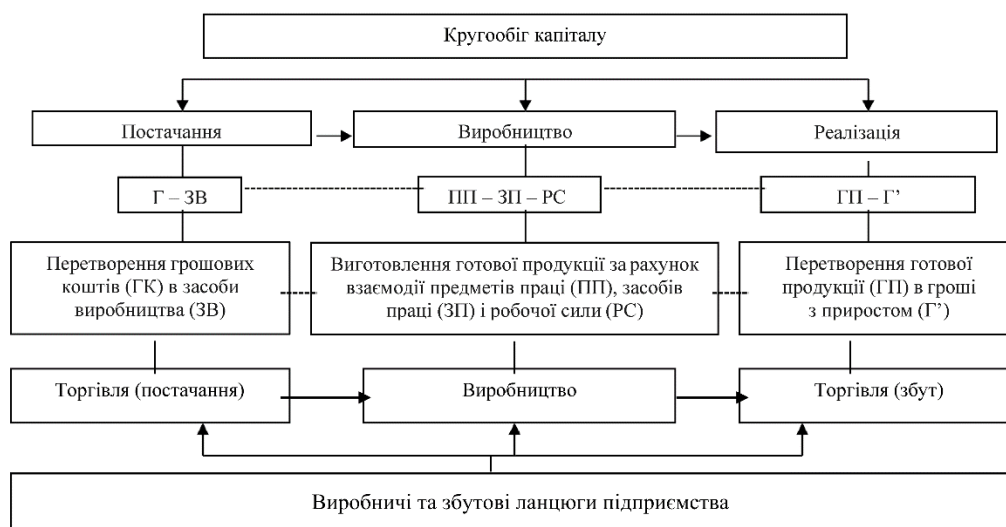 Кругообіг капіталу
Постачання
Виробництво
Реалізація
Г – ЗВ
ПП – ЗП – РС
ГП – Г’
Перетворення грошових
коштів (ГК) в засоби
виробництва (ЗВ)
Виготовлення готової продукції за рахунок
взаємодії предметів праці (ПП), засобів
праці (ЗП) і робочої сили (РС)
Перетворення готової
продукції (ГП) в гроші
з приростом (Г’)
Торгівля (постачання)
Виробництво
Торгівля (збут)
Виробничі та збутові ланцюги підприємства